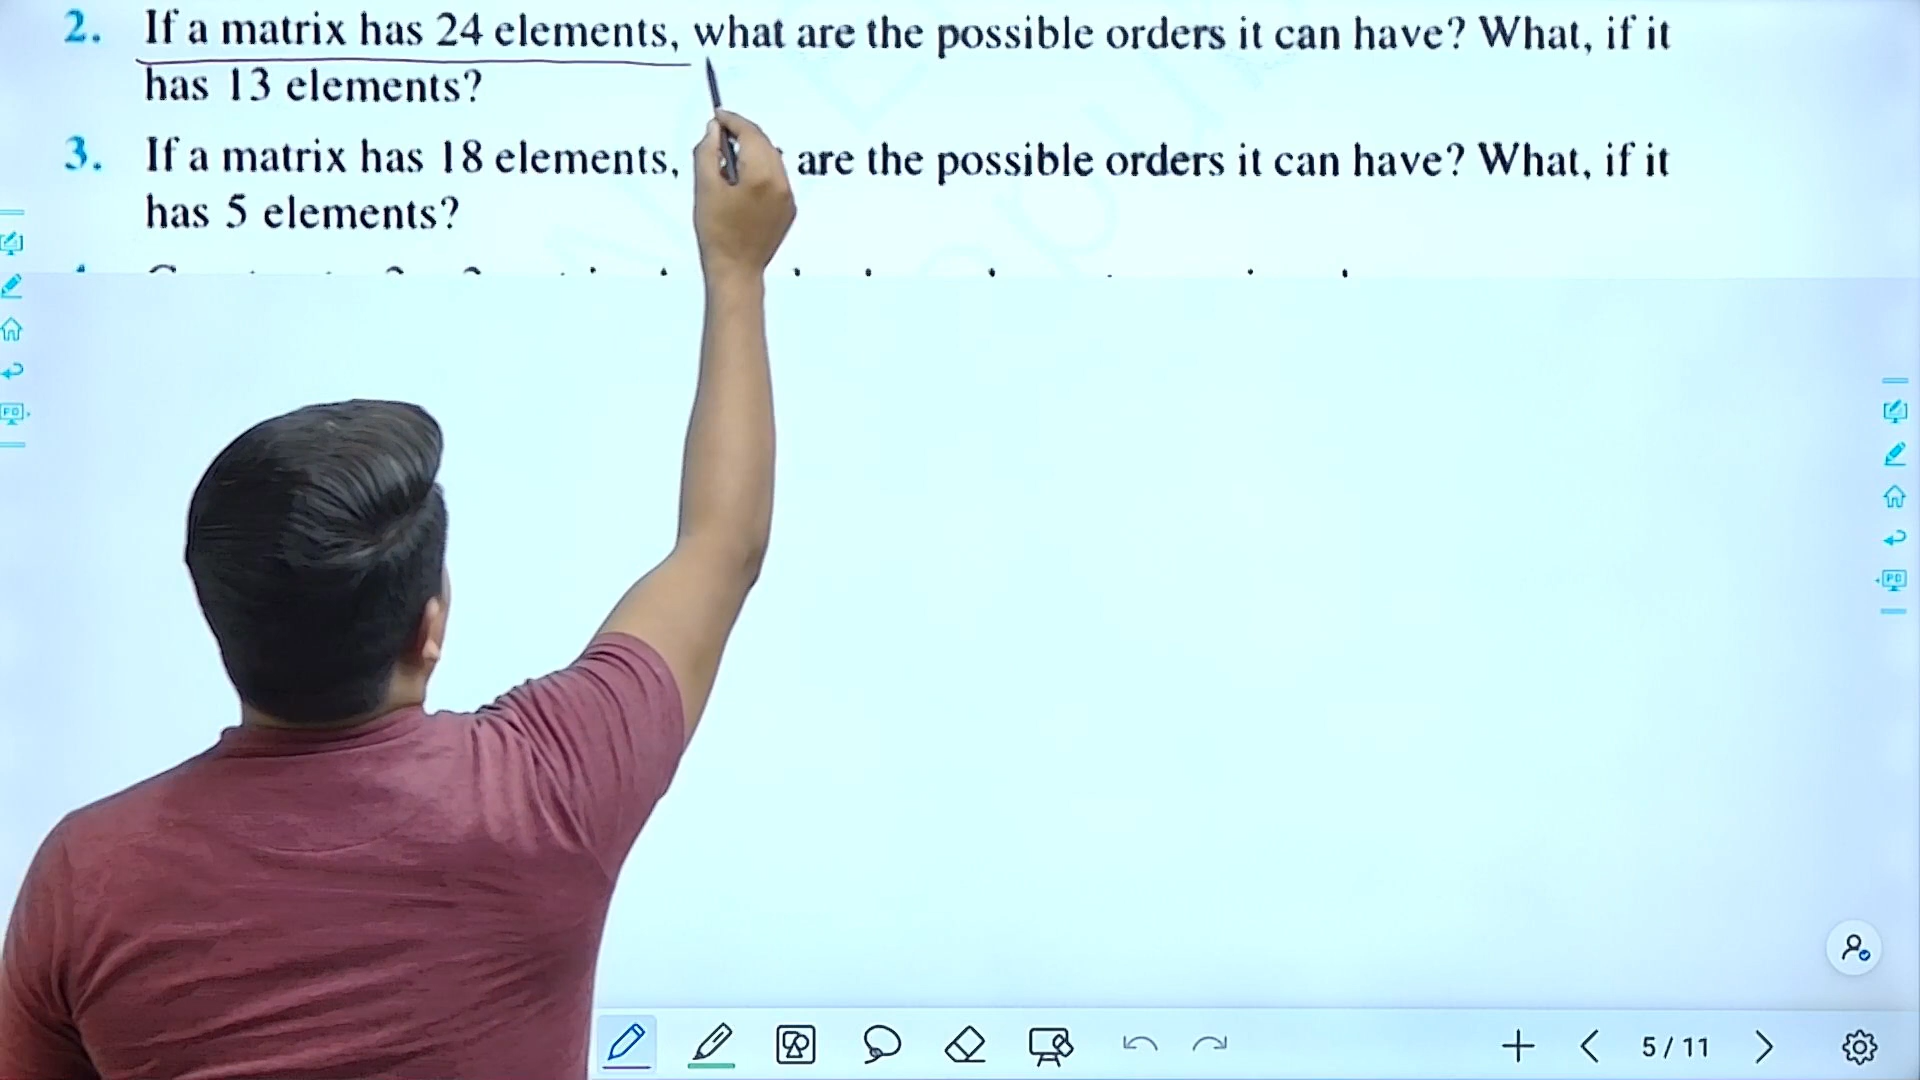 2. If a matrix has 24 elements, what are the possible orders it can have? What, if it
has 13 elements?
3. If a matrix has 18 elements, are the possible orders it can have? What, if it
has 5 elements?
PD
PD
5 / 11